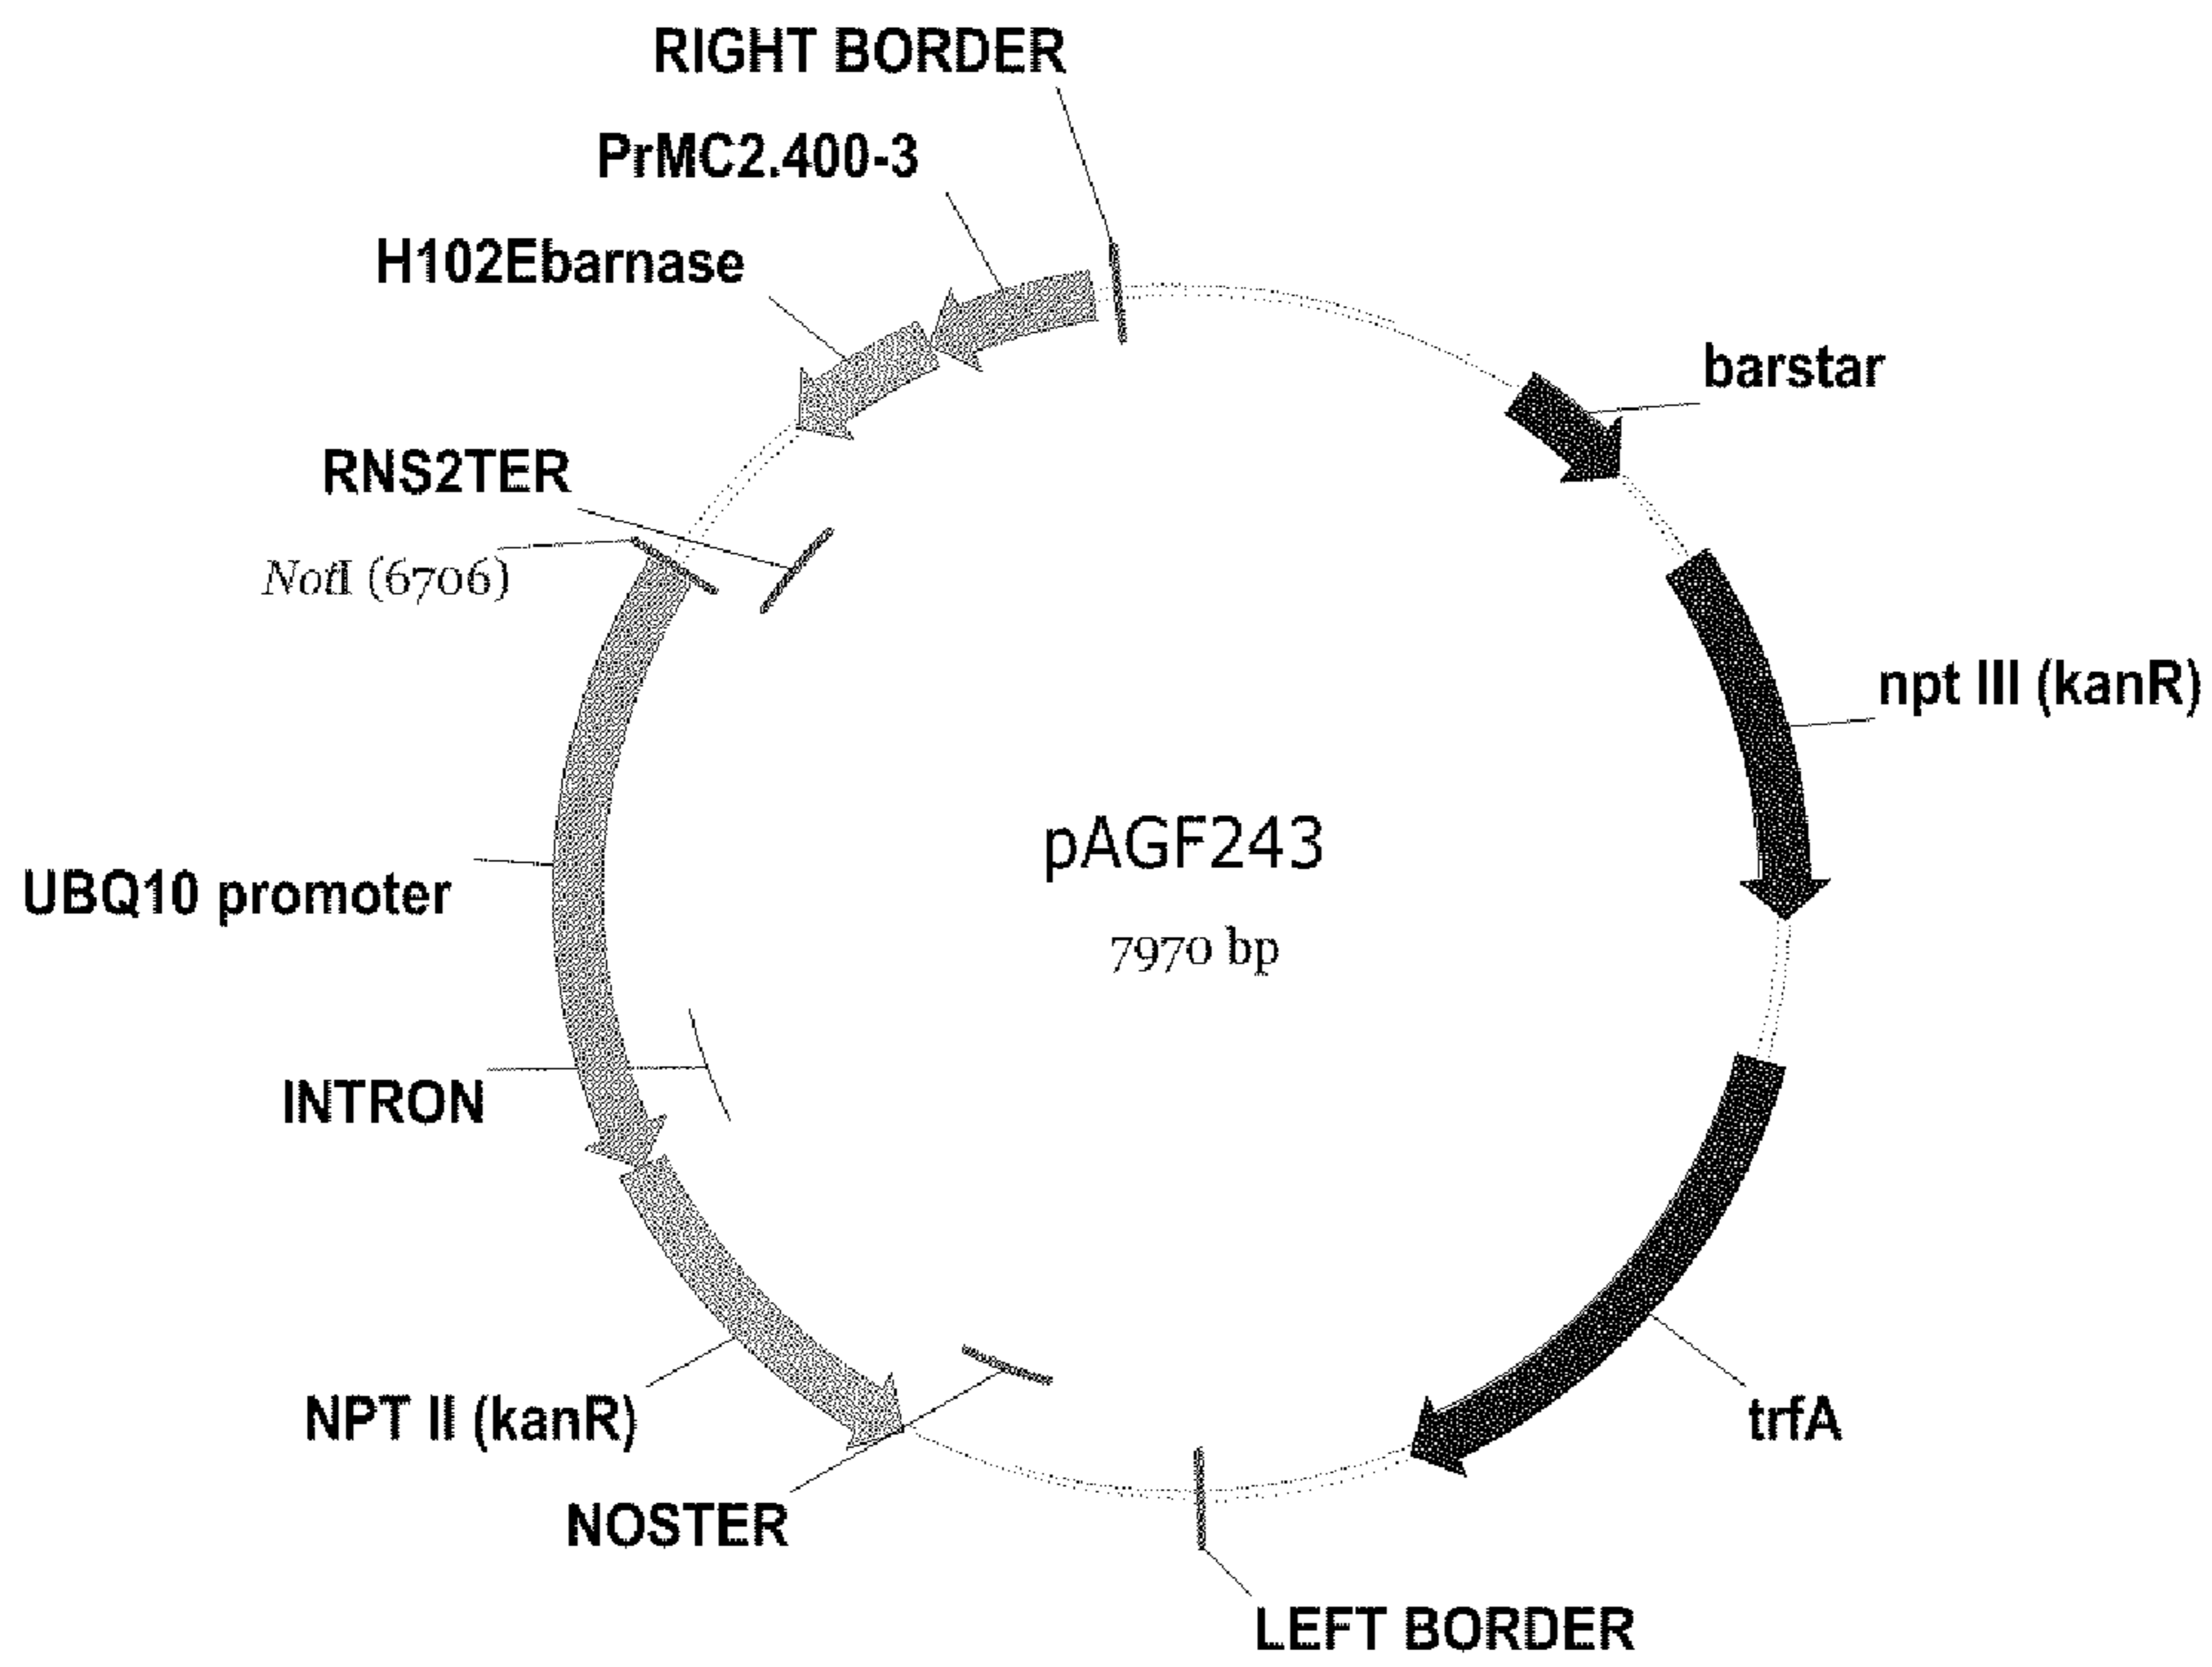 RIGHT BORDER
PrMC2.400-3
H102Ebarnase
barstar
RNS2TER
NotI (6706)
npt III (kanR)
pAGF243
UBQ10 promoter
7970 bp
INTRON
NPT II (kanR)
trfA
NOSTER
LEFT BORDER